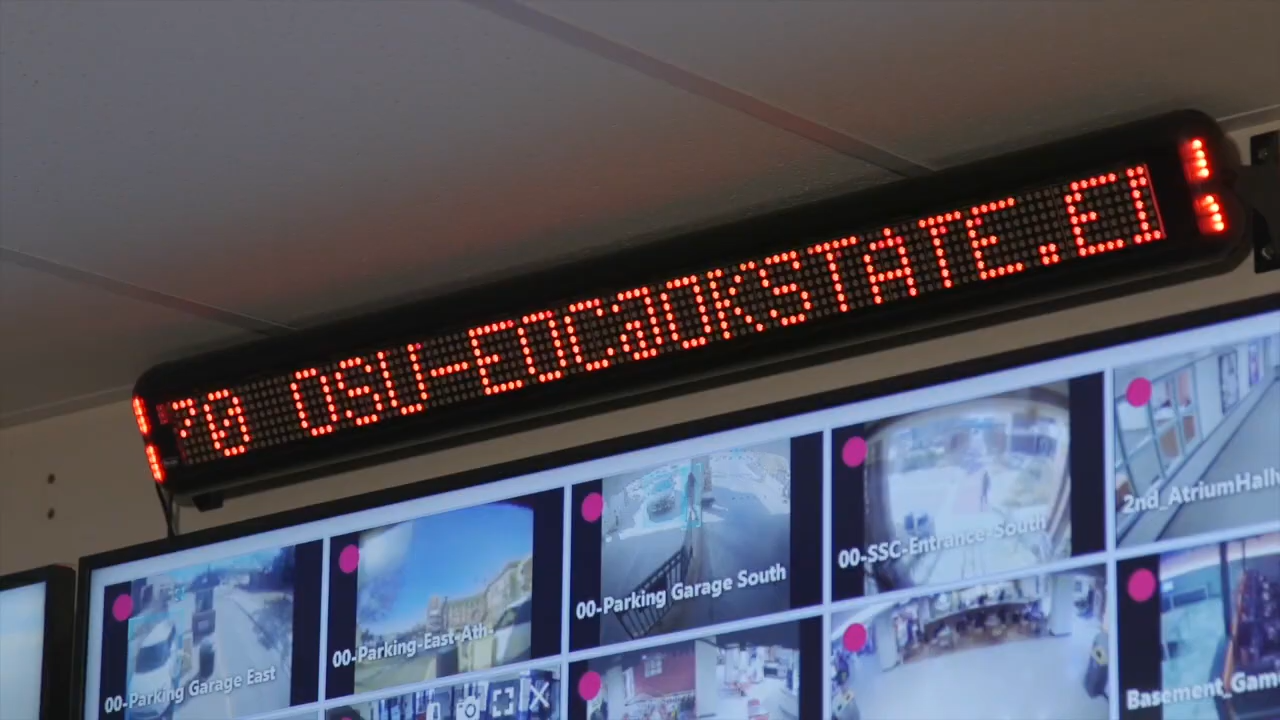 70 OSU-EOC@OKSTATE.E
00-Parking Garage East
00-Parking-East-Ath-
00-Parking Garage South
00-SSC-Entrance-South
2nd_AtriumHall
Basement_Game